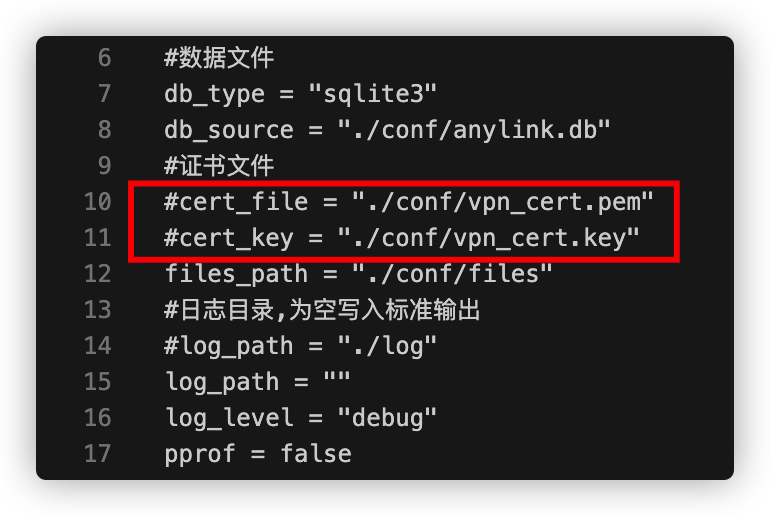 6 #数据文件
7 db_type = "sqlite3"
8 db_source = "./conf/anylink.db"
9 #证书文件
10 #cert_file = "./conf/vpn_cert.pem"
11 #cert_key = "./conf/vpn_cert.key"
12 files_path = "./conf/files"
13 #日志目录,为空写入标准输出
14 #log_path = "./log"
15 log_path = ""
16 log_level = "debug"
17 pprof = false